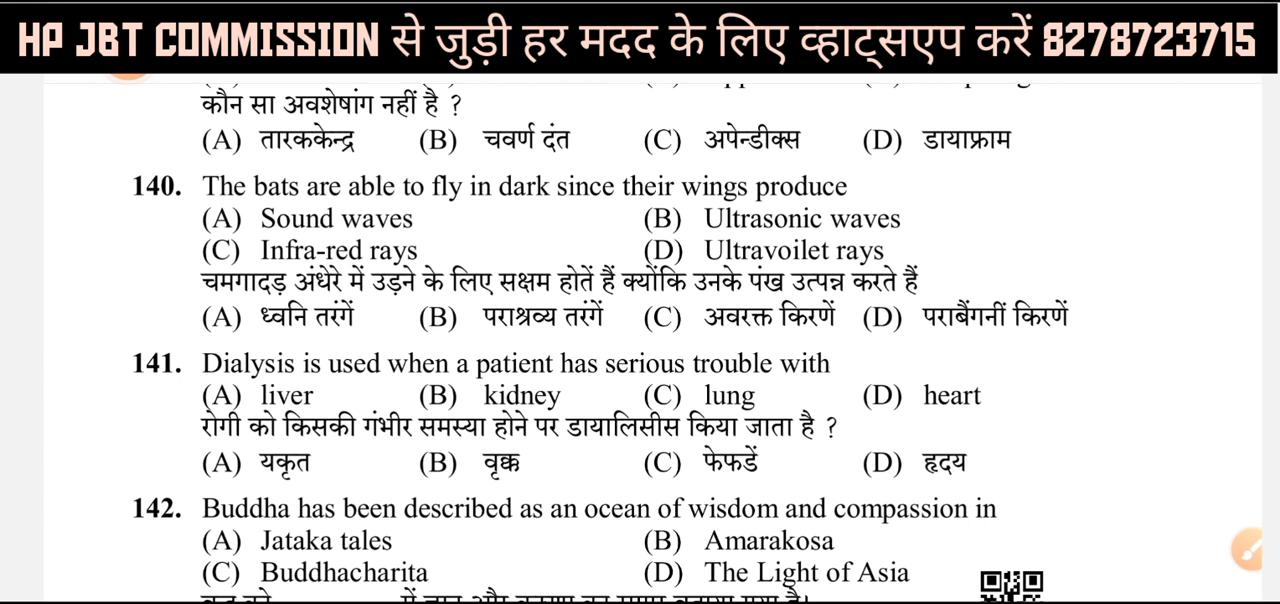 HP JBT COMMISSION से जुड़ी हर मदद के लिए व्हाट्सएप करें 8278723715
कौन सा अवशेषांग नहीं है ?
(A) तारककेन्द्र (B) चवर्ण दंत (C) अपेन्डीक्स (D) डायाफ्राम
140. The bats are able to fly in dark since their wings produce
(A) Sound waves (B) Ultrasonic waves
(C) Infra-red rays (D) Ultravoilet rays
चमगादड़ अंधेरे में उड़ने के लिए सक्षम होतें हैं क्योंकि उनके पंख उत्पन्न करते हैं
(A) ध्वनि तरंगें (B) पराश्रव्य तरंगें (C) अवरक्त किरणें (D) पराबैंगनीं किरणें
141. Dialysis is used when a patient has serious trouble with
(A) liver (B) kidney (C) lung (D) heart
रोगी को किसकी गंभीर समस्या होने पर डायालिसीस किया जाता है ?
(A) यकृत (B) वृक्क (C) फेफडें (D) हृदय
142. Buddha has been described as an ocean of wisdom and compassion in
(A) Jataka tales (B) Amarakosa
(C) Buddhacharita (D) The Light of Asia